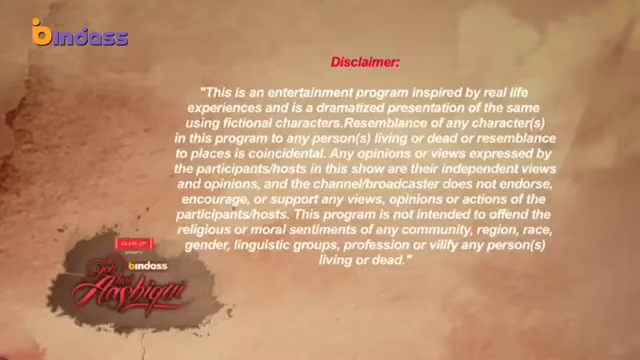 bindass
Disclaimer:
"This is an entertainment program inspired by real life
experiences and is a dramatized presentation of the same
using fictional characters.Resemblance of any character(s)
in this program to any person(s) living or dead or resemblance
to places is coincidental. Any opinions or views expressed by
the participants/hosts in this show are their independent views
and opinions, and the channel/broadcaster does not endorse,
encourage, or support any views, opinions or actions of the
participants/hosts. This program is not intended to offend the
religious or moral sentiments of any community, region, race,
gender, linguistic groups, profession or vilify any person(s)
living or dead."
bindass
Yeh Hai
Aashiqui